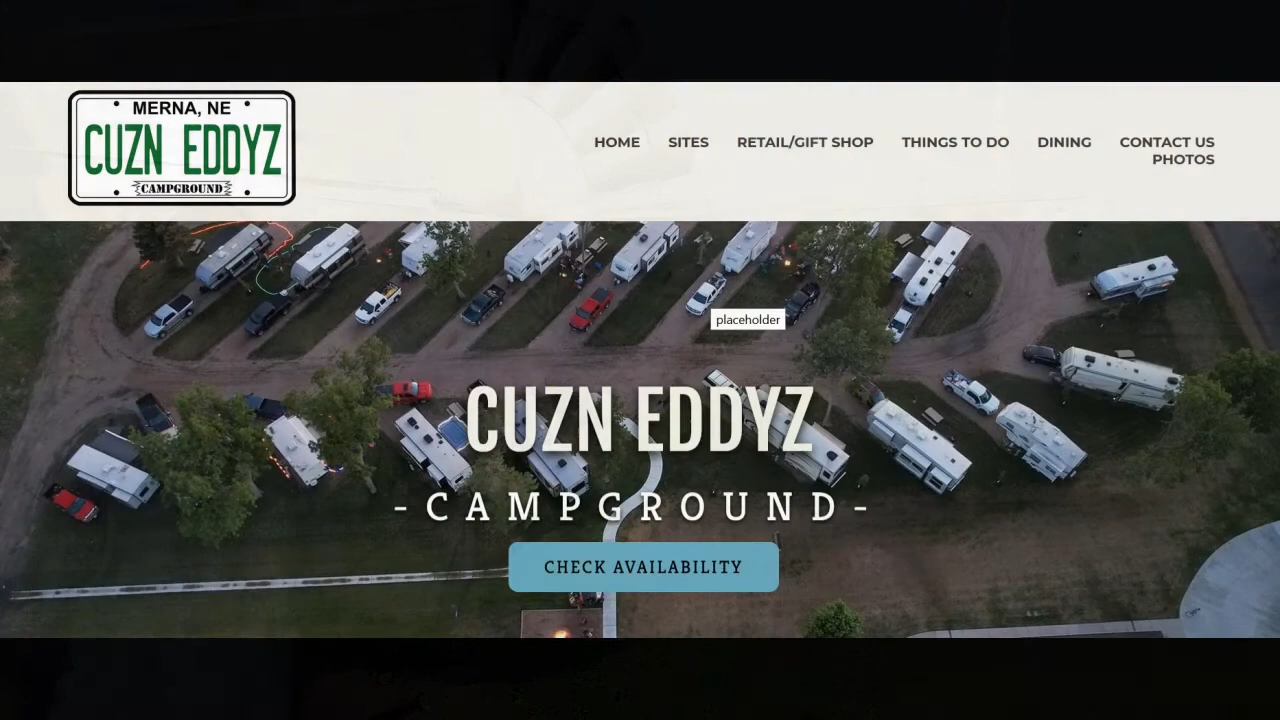 MERNA, NE
CUZN EDDYZ
CAMPGROUND
HOME SITES RETAIL/GIFT SHOP THINGS TO DO DINING CONTACT US
PHOTOS
placeholder
CUZN EDDYZ
-CAMPGROUND-
CHECK AVAILABILITY